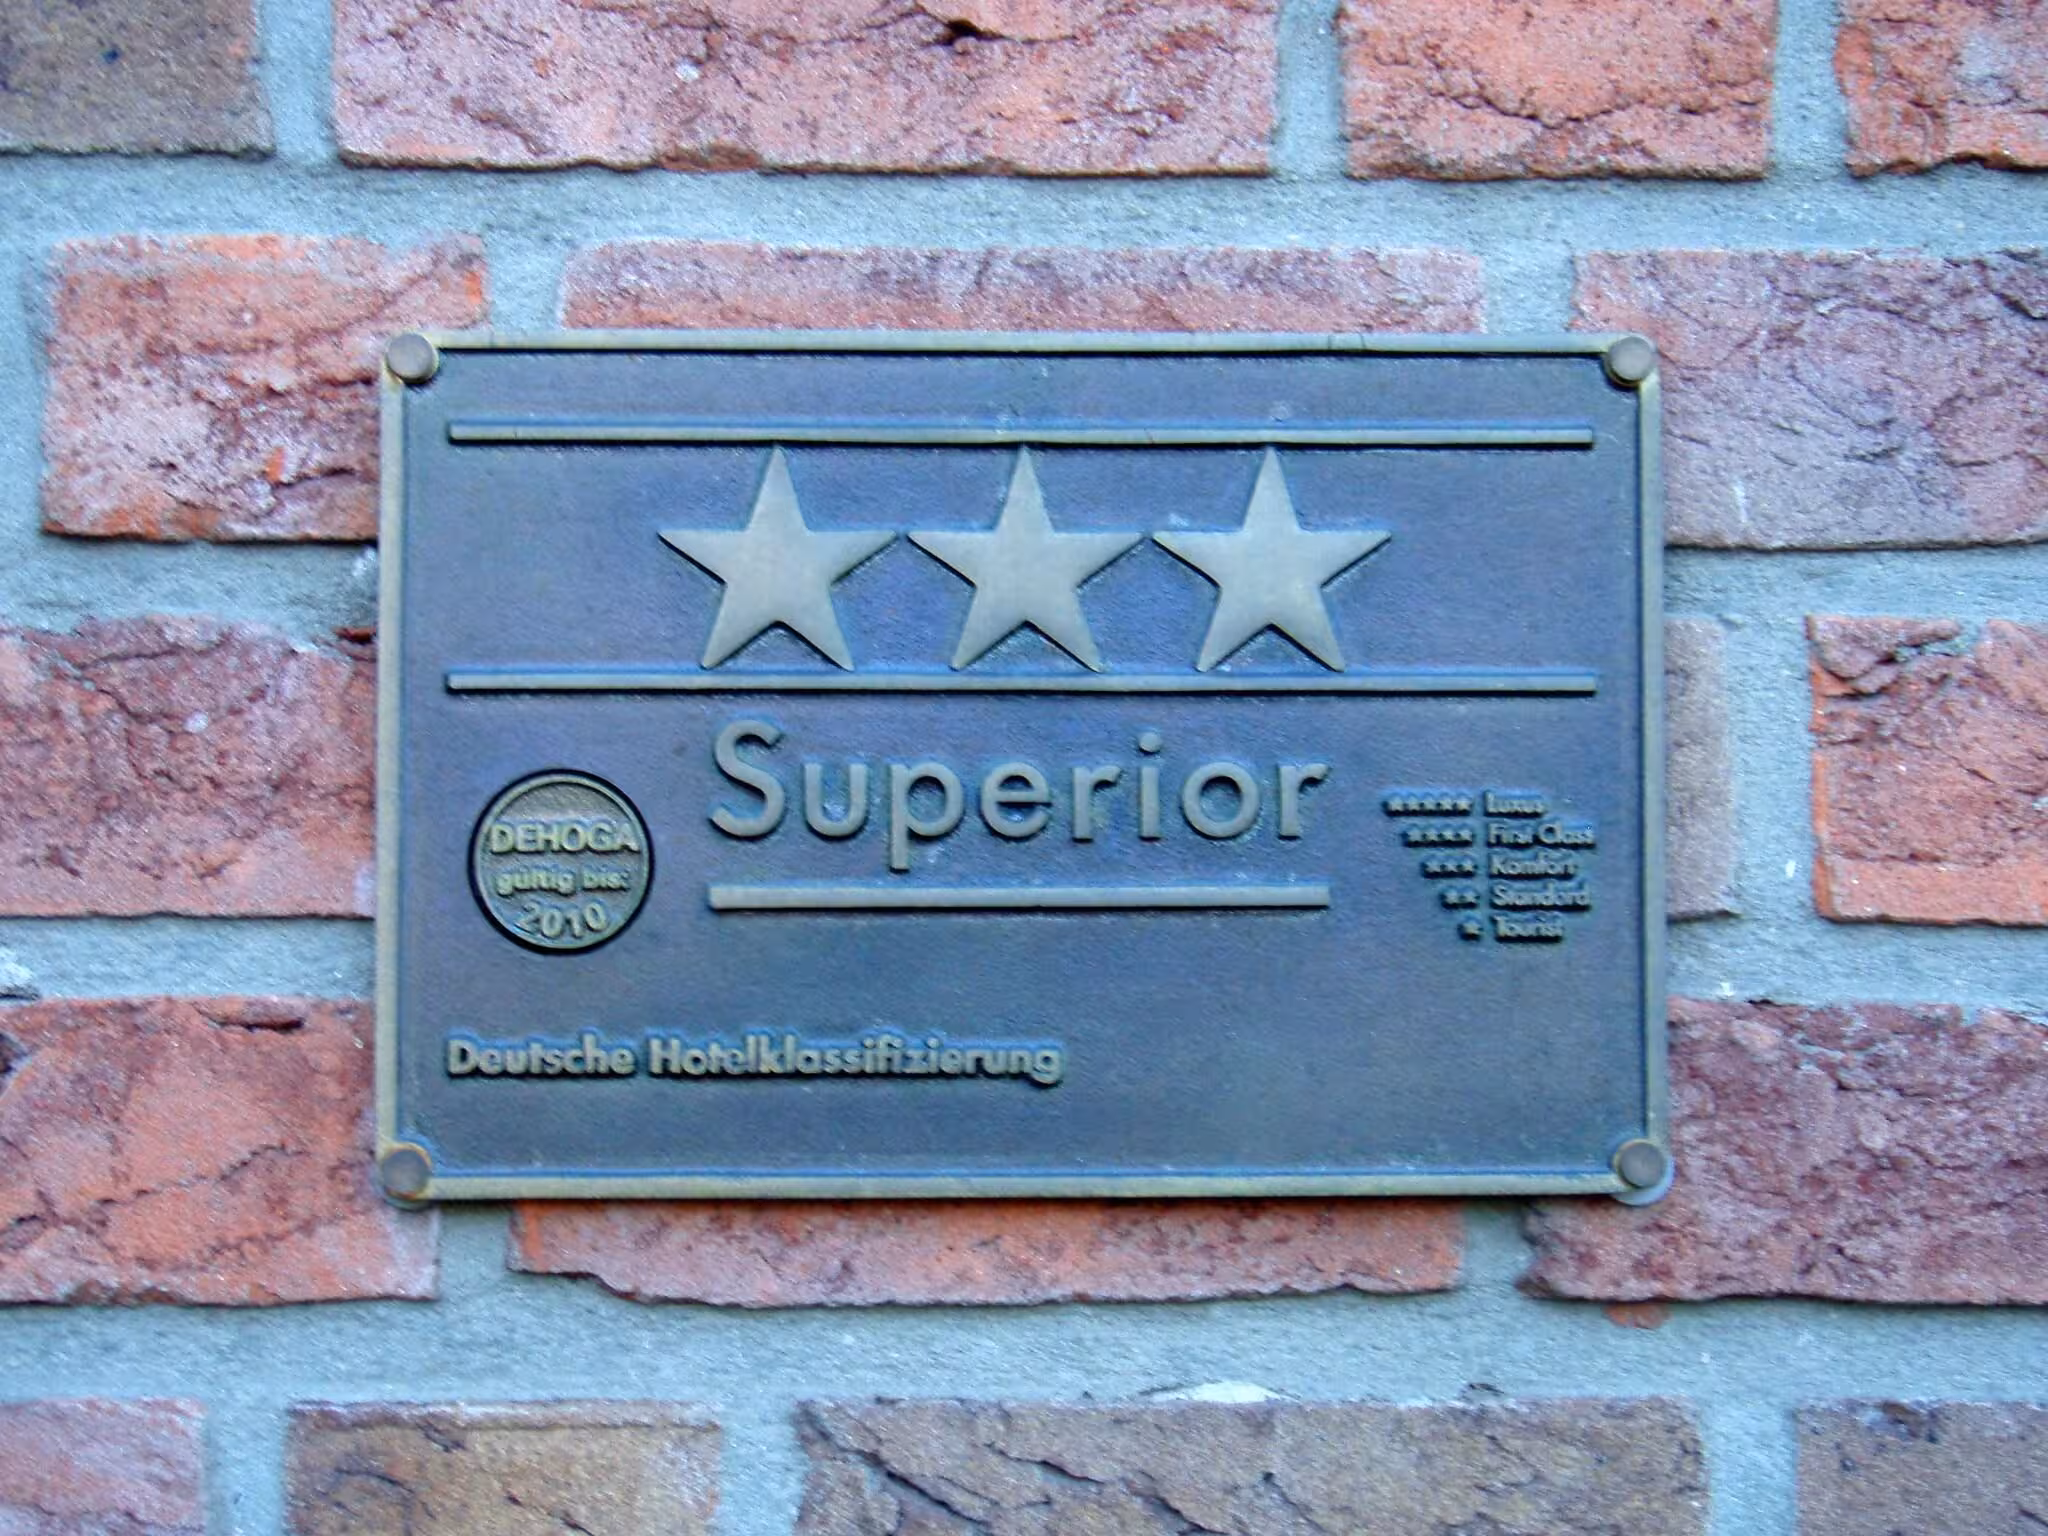 Superior
DEHOGA
gültig bis:
2010
★★★★★ Luxus
★★★★ First Class
★★★ Komfort
★★ Standard
★ Tourist
Deutsche Hotelklassifizierung